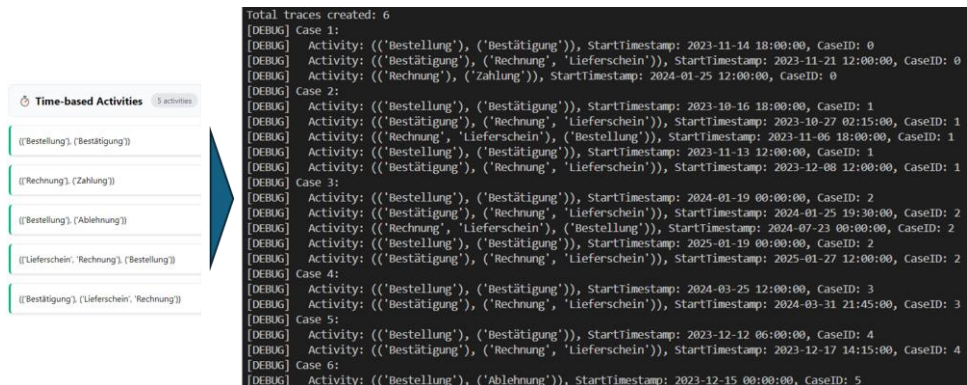 Time-based Activities 5 activities
(('Bestellung'), ('Bestätigung'))
(('Rechnung'), ('Zahlung'))
(('Bestellung'), ('Ablehnung'))
(('Lieferschein', 'Rechnung'), ('Bestellung'))
(('Bestätigung'), ('Lieferschein', 'Rechnung'))
Total traces created: 6
[DEBUG] Case 1:
[DEBUG] Activity: (('Bestellung'), ('Bestätigung')), StartTimestamp: 2023-11-14 18:00:00, CaseID: 0
[DEBUG] Activity: (('Bestätigung'), ('Rechnung', 'Lieferschein')), StartTimestamp: 2023-11-21 12:00:00, CaseID: 0
[DEBUG] Activity: (('Rechnung'), ('Zahlung')), StartTimestamp: 2024-01-25 12:00:00, CaseID: 0
[DEBUG] Case 2:
[DEBUG] Activity: (('Bestellung'), ('Bestätigung')), StartTimestamp: 2023-10-16 18:00:00, CaseID: 1
[DEBUG] Activity: (('Bestätigung'), ('Rechnung', 'Lieferschein')), StartTimestamp: 2023-10-27 02:15:00, CaseID: 1
[DEBUG] Activity: (('Rechnung', 'Lieferschein'), ('Bestellung')), StartTimestamp: 2023-11-06 18:00:00, CaseID: 1
[DEBUG] Activity: (('Bestellung'), ('Bestätigung')), StartTimestamp: 2023-11-13 12:00:00, CaseID: 1
[DEBUG] Activity: (('Bestätigung'), ('Rechnung', 'Lieferschein')), StartTimestamp: 2023-12-08 12:00:00, CaseID: 1
[DEBUG] Case 3:
[DEBUG] Activity: (('Bestellung'), ('Bestätigung')), StartTimestamp: 2024-01-19 00:00:00, CaseID: 2
[DEBUG] Activity: (('Bestätigung'), ('Rechnung', 'Lieferschein')), StartTimestamp: 2024-01-25 19:30:00, CaseID: 2
[DEBUG] Activity: (('Rechnung', 'Lieferschein'), ('Bestellung')), StartTimestamp: 2024-07-23 00:00:00, CaseID: 2
[DEBUG] Activity: (('Bestellung'), ('Bestätigung')), StartTimestamp: 2025-01-19 00:00:00, CaseID: 2
[DEBUG] Activity: (('Bestätigung'), ('Rechnung', 'Lieferschein')), StartTimestamp: 2025-01-27 12:00:00, CaseID: 2
[DEBUG] Case 4:
[DEBUG] Activity: (('Bestellung'), ('Bestätigung')), StartTimestamp: 2024-03-25 12:00:00, CaseID: 3
[DEBUG] Activity: (('Bestätigung'), ('Rechnung', 'Lieferschein')), StartTimestamp: 2024-03-31 21:45:00, CaseID: 3
[DEBUG] Case 5:
[DEBUG] Activity: (('Bestellung'), ('Bestätigung')), StartTimestamp: 2023-12-12 06:00:00, CaseID: 4
[DEBUG] Activity: (('Bestätigung'), ('Rechnung', 'Lieferschein')), StartTimestamp: 2023-12-17 14:15:00, CaseID: 4
[DEBUG] Case 6:
[DEBUG] Activity: (('Bestellung'), ('Ablehnung')), StartTimestamp: 2023-12-15 00:00:00, CaseID: 5